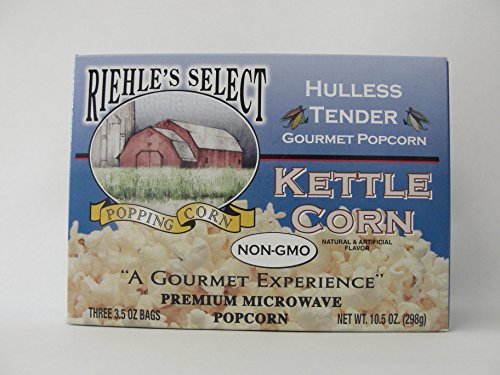 RIEHLE'S SELECT
POPPING CORN
HULLESS
TENDER
GOURMET POPCORN
KETTLE
CORN
NATURAL & ARTIFICIAL
FLAVOR
NON-GMO
"A GOURMET EXPERIENCE"
PREMIUM MICROWAVE
POPCORN
THREE 3.5 OZ BAGS
NET WT. 10.5 OZ. (298g)